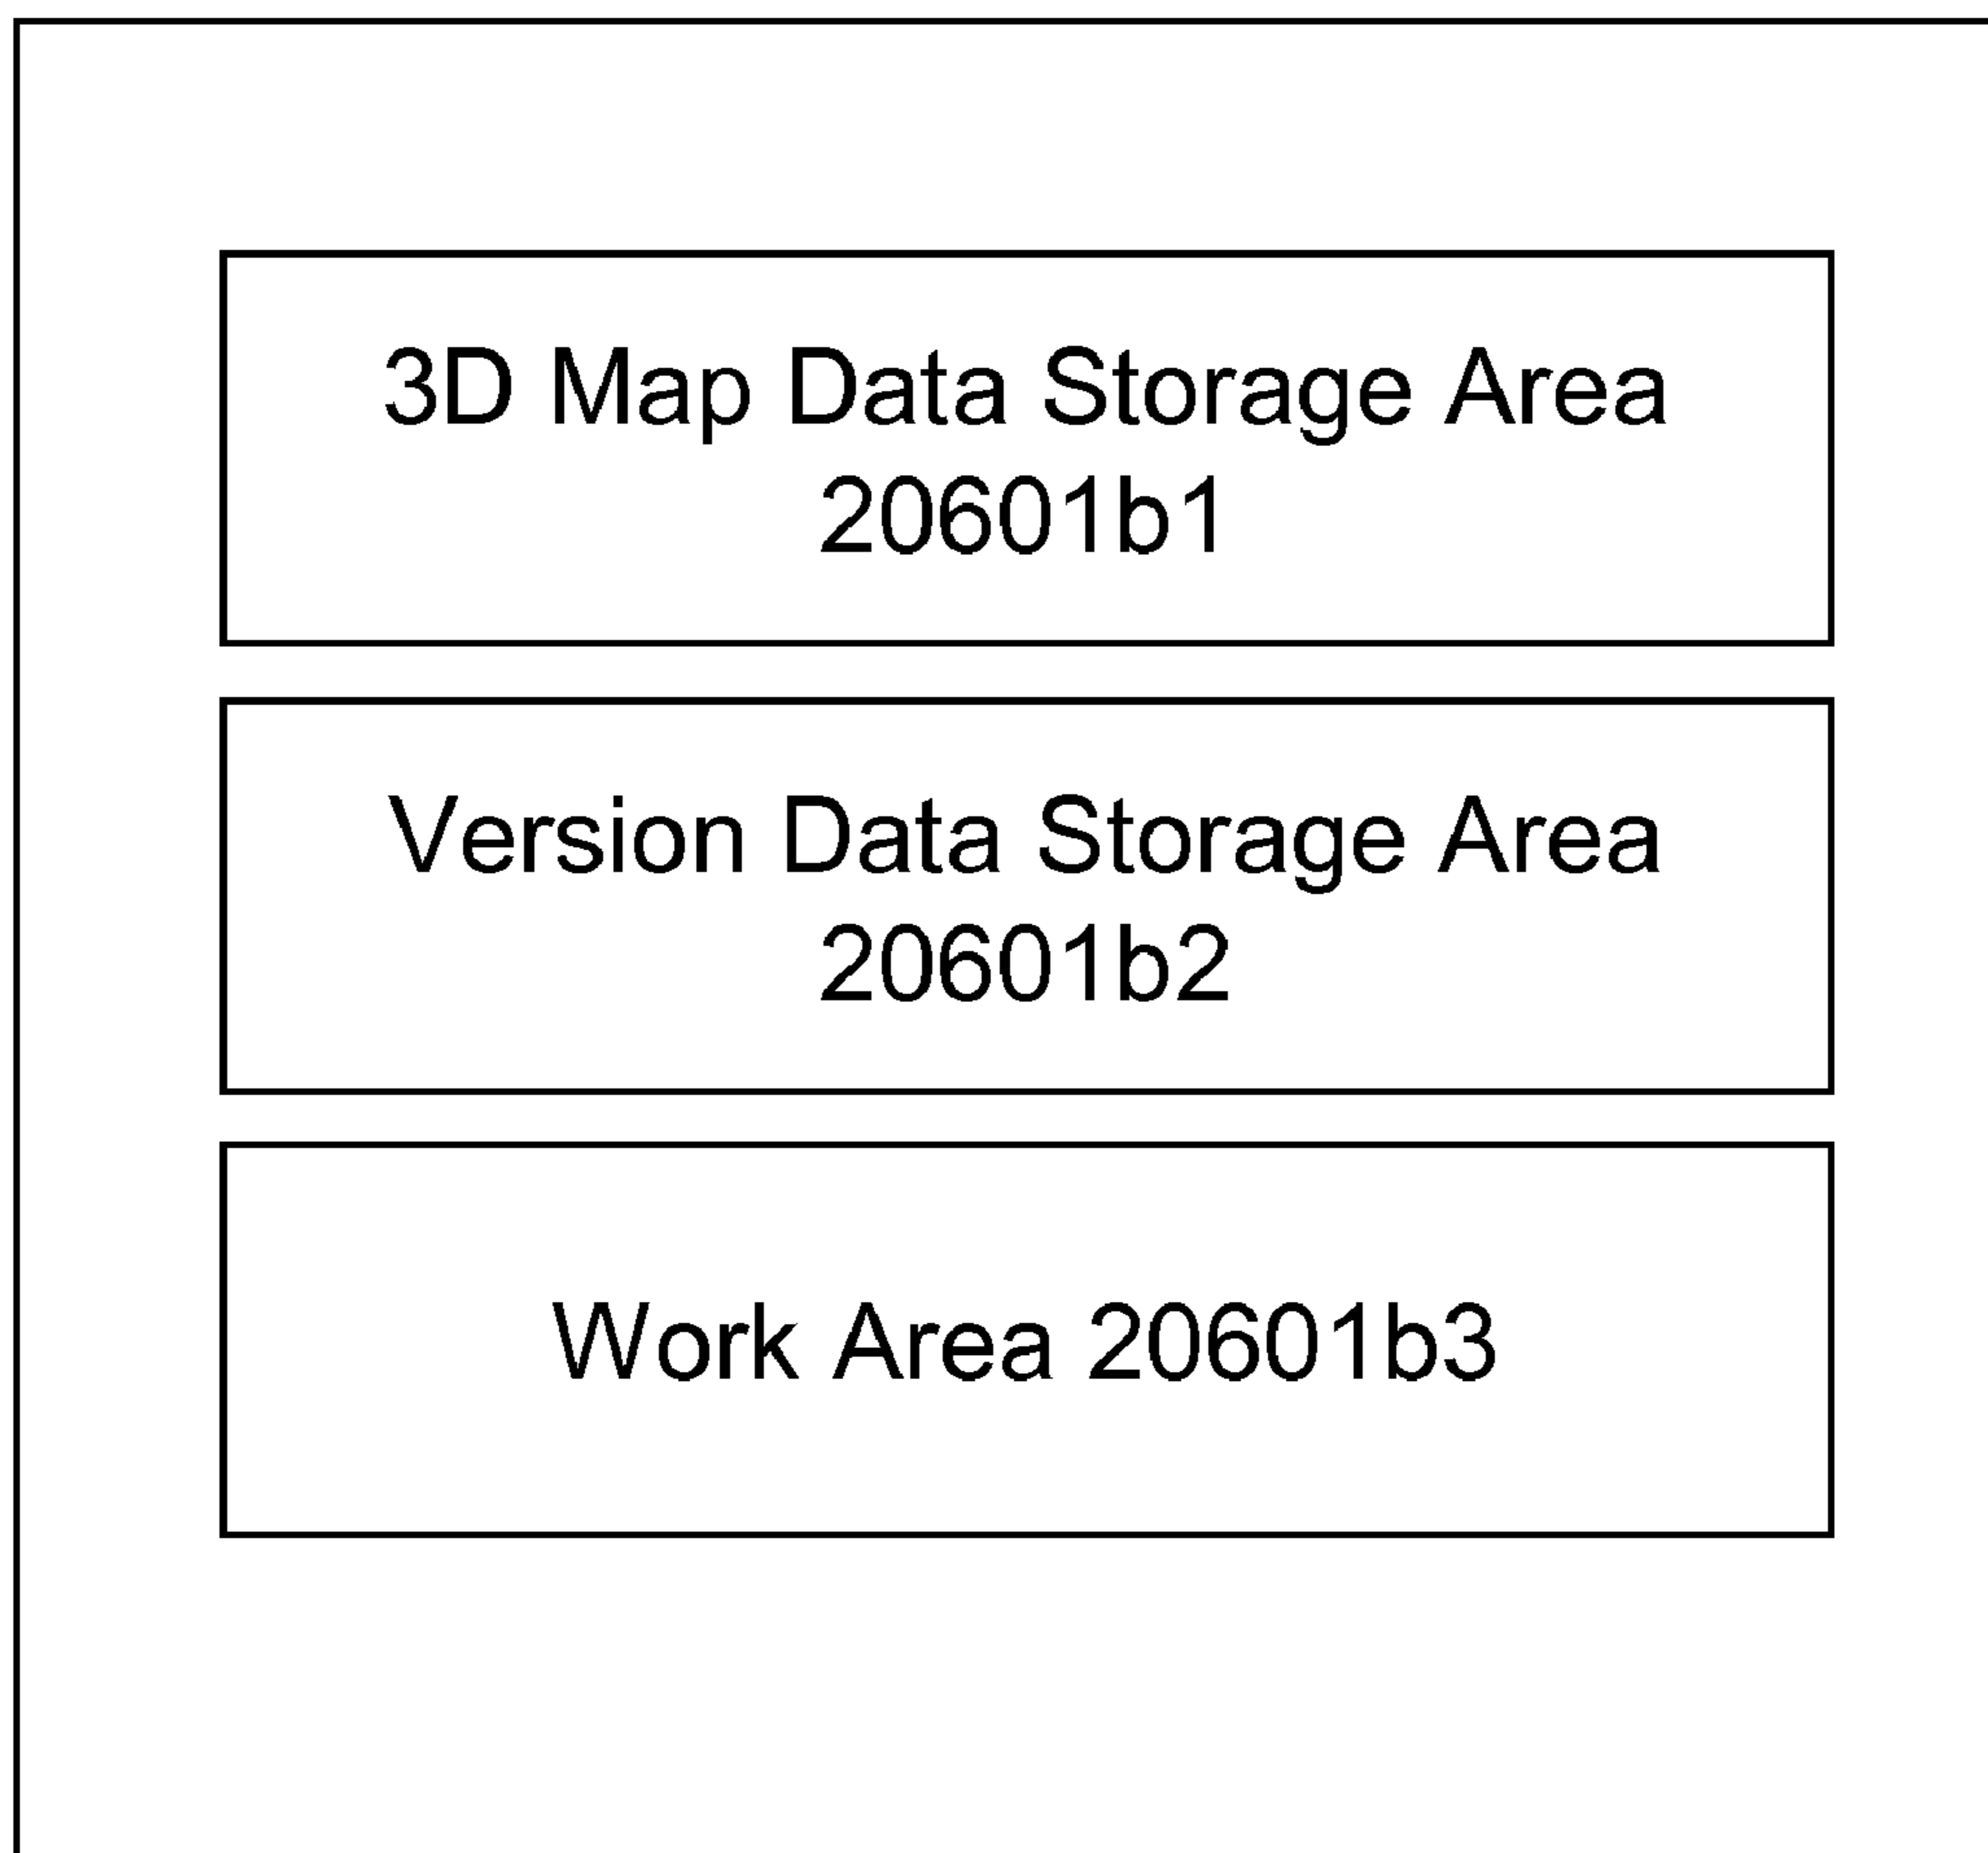 3D Map Data Storage Area
20601b1
Version Data Storage Area
20601b2
Work Area 20601b3